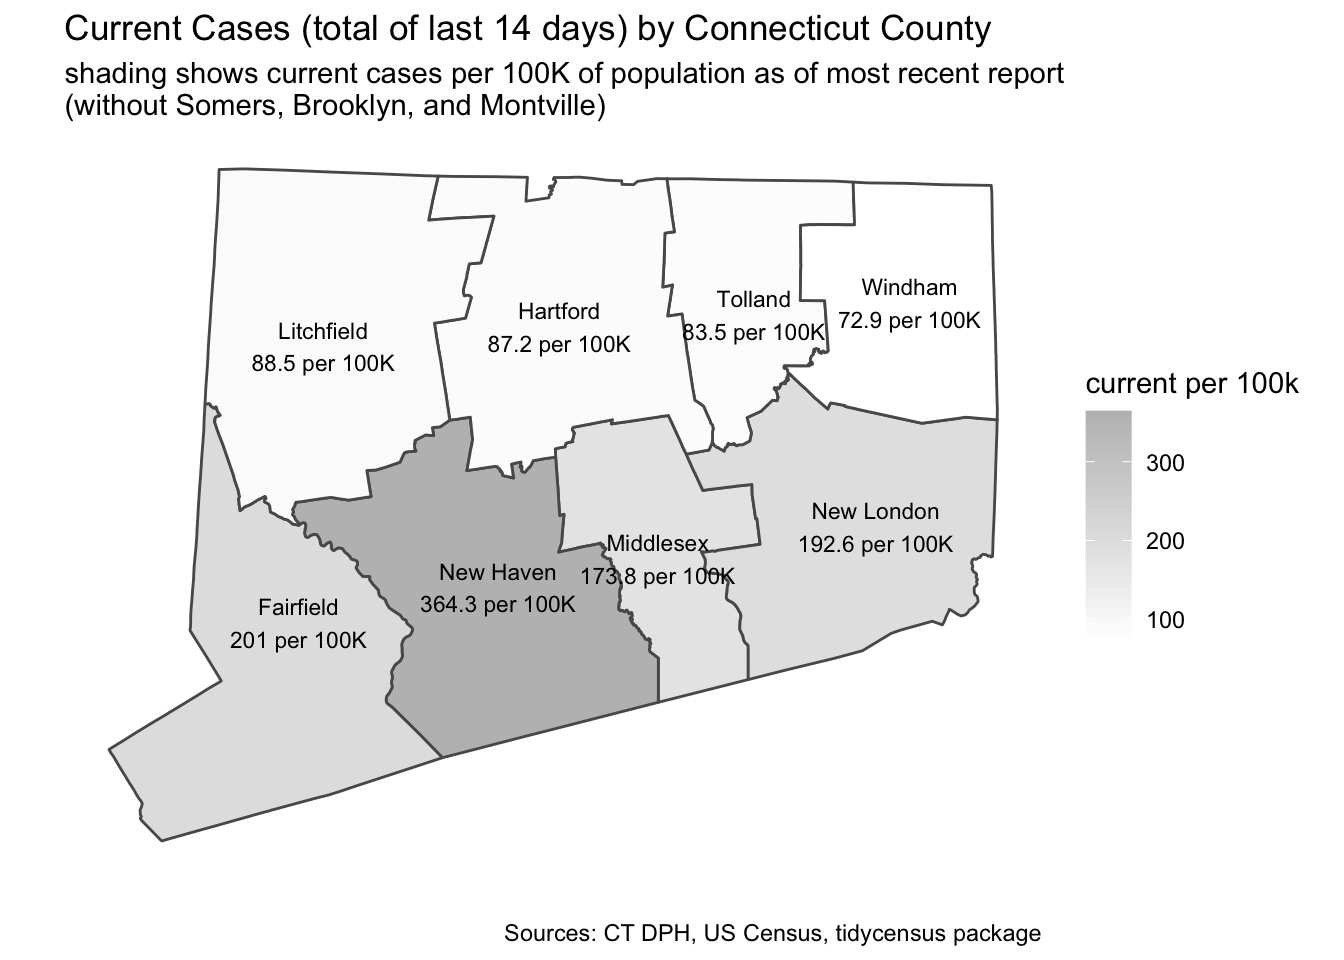 Current Cases (total of last 14 days) by Connecticut County
shading shows current cases per 100K of population as of most recent report
(without Somers, Brooklyn, and Montville)
Litchfield
88.5 per 100K
Hartford
87.2 per 100K
Tolland
83.5 per 100K
Windham
72.9 per 100K
Fairfield
201 per 100K
New Haven
364.3 per 100K
Middlesex
173.8 per 100K
New London
192.6 per 100K
current per 100k
300
200
100
Sources: CT DPH, US Census, tidycensus package